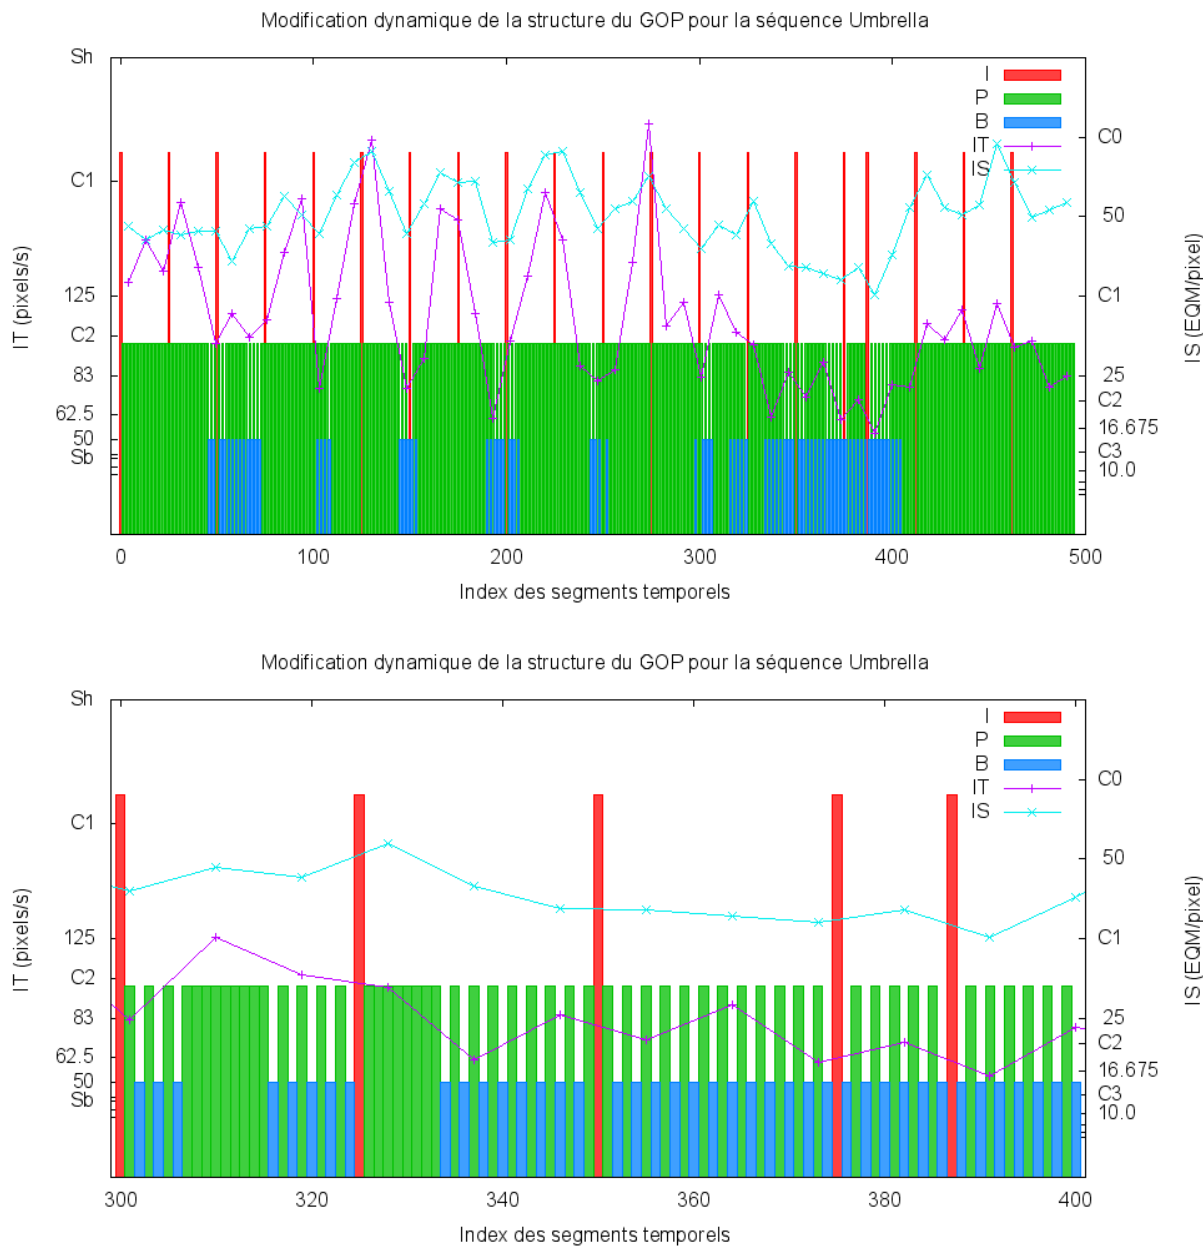 Modification dynamique de la structure du GOP pour la séquence Umbrella
Sh
C1
125
C2
83
62.5
50
Sb
IT (pixels/s)
I
P
B
IT
IS
C0
50
C1
25
C2
16.675
C3
10.0
IS (EQM/pixel)
0 100 200 300 400 500
Index des segments temporels
Modification dynamique de la structure du GOP pour la séquence Umbrella
Sh
C1
125
C2
83
62.5
50
Sb
IT (pixels/s)
I
P
B
IT
IS
C0
50
C1
25
C2
16.675
C3
10.0
IS (EQM/pixel)
300 320 340 360 380 400
Index des segments temporels